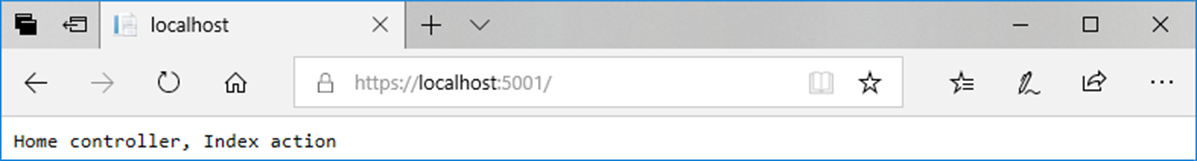 localhost
https://localhost:5001/
Home controller, Index action